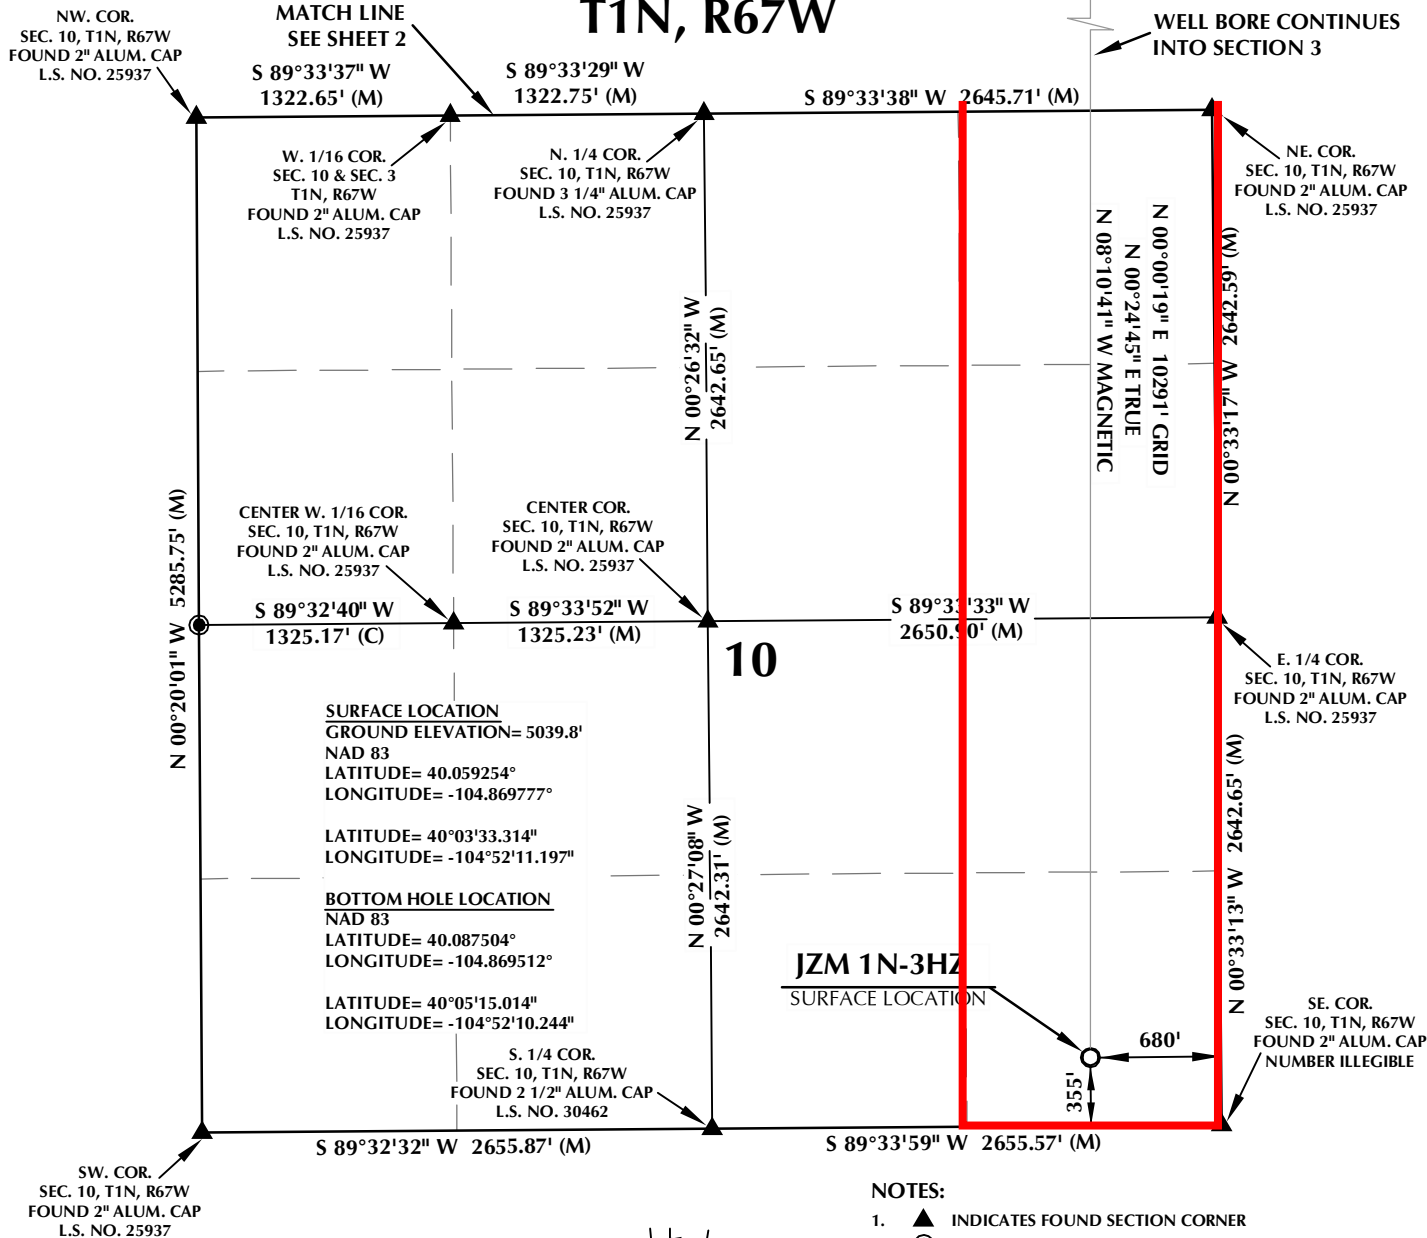 T1N, R67W
NW. COR.
SEC. 10, T1N, R67W
FOUND 2" ALUM. CAP
L.S. NO. 25937
MATCH LINE
SEE SHEET 2
WELL BORE CONTINUES
INTO SECTION 3
S 89°33'37" W
1322.65' (M)
S 89°33'29" W
1322.75' (M)
S 89°33'38" W 2645.71' (M)
W. 1/16 COR.
SEC. 10 & SEC. 3
T1N, R67W
FOUND 2" ALUM. CAP
L.S. NO. 25937
N. 1/4 COR.
SEC. 10, T1N, R67W
FOUND 3 1/4" ALUM. CAP
L.S. NO. 25937
NE. COR.
SEC. 10, T1N, R67W
FOUND 2" ALUM. CAP
L.S. NO. 25937
N 00°00'19" E 10291' GRID
N 00°24'45" E TRUE
N 08°10'41" W MAGNETIC
N 00°33'17" W 2642.59' (M)
N 00°26'32" W
2642.65' (M)
N 00°20'01" W 5285.75' (M)
CENTER W. 1/16 COR.
SEC. 10, T1N, R67W
FOUND 2" ALUM. CAP
L.S. NO. 25937
CENTER COR.
SEC. 10, T1N, R67W
FOUND 2" ALUM. CAP
L.S. NO. 25937
S 89°32'40" W
1325.17' (C)
S 89°33'52" W
1325.23' (M)
S 89°33'33" W
2650.90' (M)
10
E. 1/4 COR.
SEC. 10, T1N, R67W
FOUND 2" ALUM. CAP
L.S. NO. 25937
SURFACE LOCATION
GROUND ELEVATION= 5039.8'
NAD 83
LATITUDE= 40.059254°
LONGITUDE= -104.869777°
LATITUDE= 40°03'33.314"
LONGITUDE= -104°52'11.197"
BOTTOM HOLE LOCATION
NAD 83
LATITUDE= 40.087504°
LONGITUDE= -104.869512°
LATITUDE= 40°05'15.014"
LONGITUDE= -104°52'10.244"
N 00°27'08" W
2642.31' (M)
N 00°33'13" W 2642.65' (M)
JZM 1N-3HZ
SURFACE LOCATION
680'
355'
SE. COR.
SEC. 10, T1N, R67W
FOUND 2" ALUM. CAP
NUMBER ILLEGIBLE
S. 1/4 COR.
SEC. 10, T1N, R67W
FOUND 2 1/2" ALUM. CAP
L.S. NO. 30462
S 89°32'32" W 2655.87' (M)
S 89°33'59" W 2655.57' (M)
SW. COR.
SEC. 10, T1N, R67W
FOUND 2" ALUM. CAP
L.S. NO. 25937
NOTES:
1. ▲ INDICATES FOUND SECTION CORNER